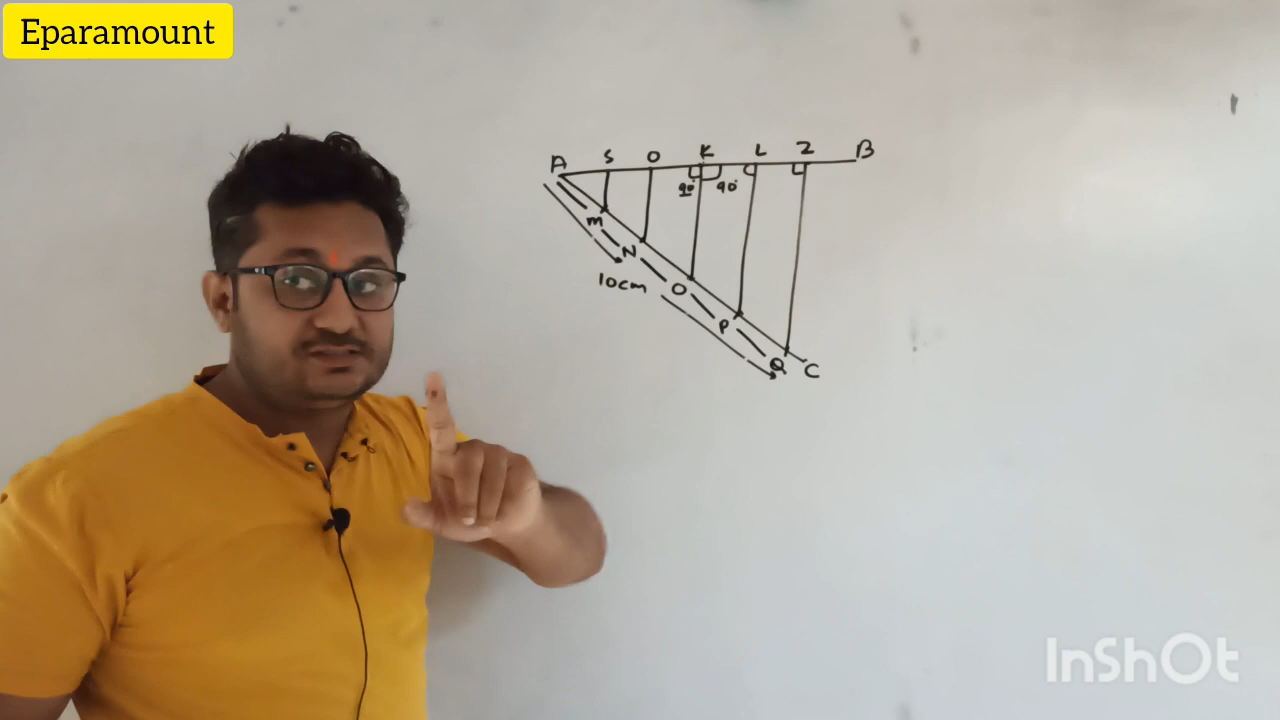 Eparamount
A S O K L Z B
90° 90°
M
N
10cm O
P
Q C
InShOt